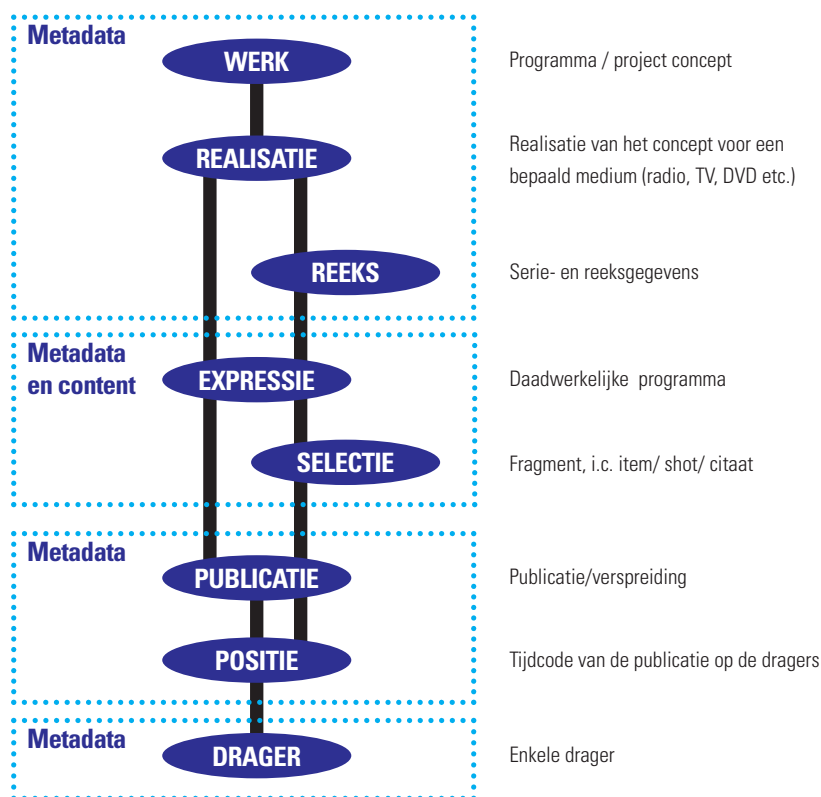 Metadata
WERK
Programma / project concept
REALISATIE
Realisatie van het concept voor een
bepaald medium (radio, TV, DVD etc.)
REEKS
Serie- en reeksgegevens
Metadata
en content
EXPRESSIE
Daadwerkelijke programma
SELECTIE
Fragment, i.c. item/ shot/ citaat
Metadata
PUBLICATIE
Publicatie/verspreiding
POSITIE
Tijdcode van de publicatie op de dragers
Metadata
DRAGER
Enkele drager